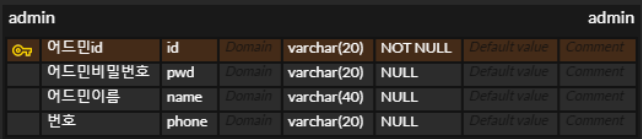 admin admin
어드민id id Domain varchar(20) NOT NULL Default value Comment
어드민비밀번호 pwd Domain varchar(20) NULL Default value Comment
어드민이름 name Domain varchar(40) NULL Default value Comment
번호 phone Domain varchar(20) NULL Default value Comment